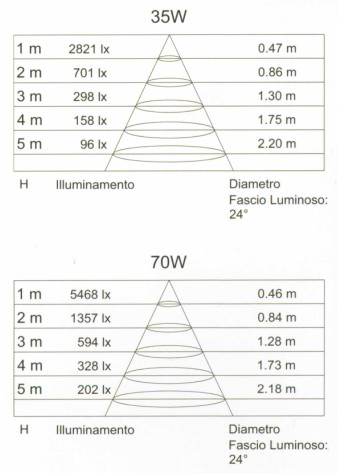 35W
1 m 2821 lx 0.47 m
2 m 701 lx 0.86 m
3 m 298 lx 1.30 m
4 m 158 lx 1.75 m
5 m 96 lx 2.20 m
H Illuminamento Diametro
Fascio Luminoso:
24°
70W
1 m 5468 lx 0.46 m
2 m 1357 lx 0.84 m
3 m 594 lx 1.28 m
4 m 328 lx 1.73 m
5 m 202 lx 2.18 m
H Illuminamento Diametro
Fascio Luminoso:
24°